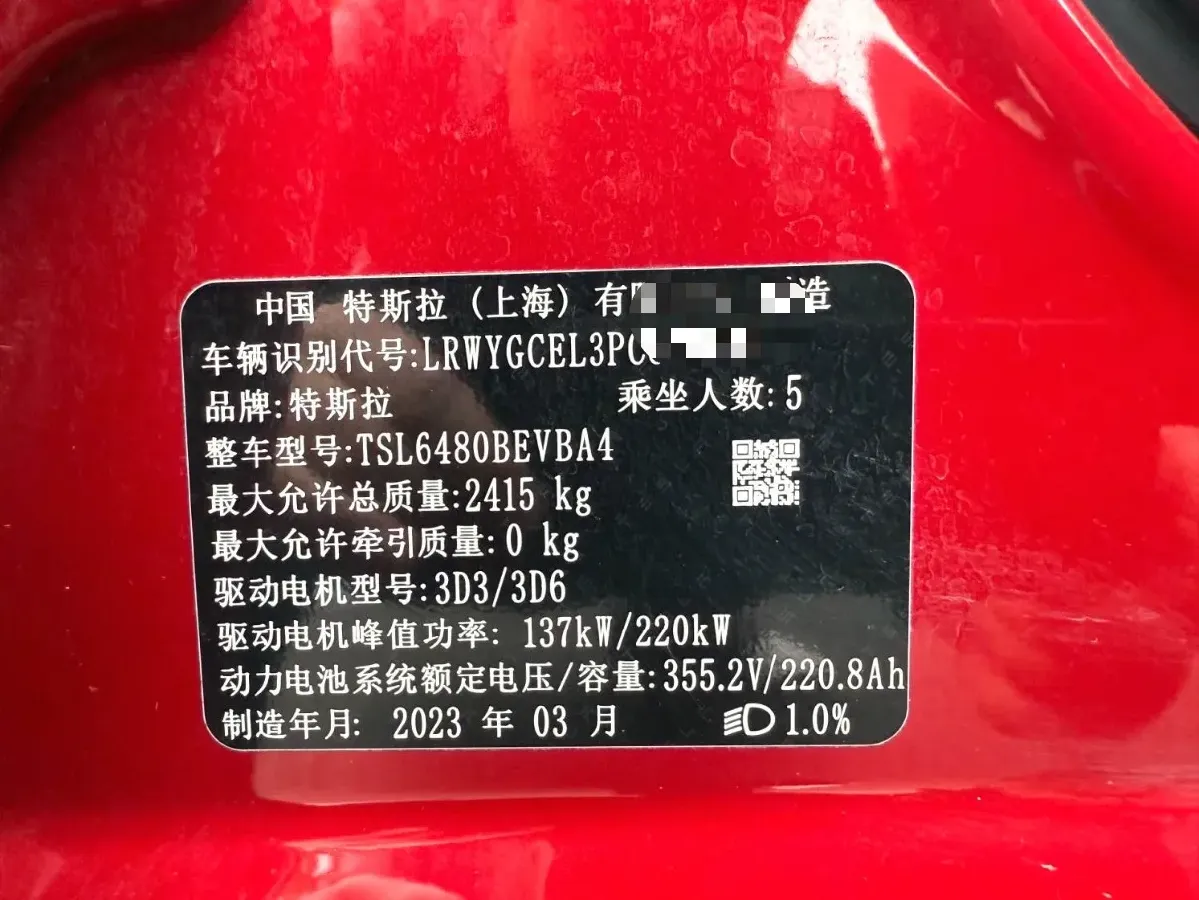 中国 特斯拉(上海)有 造
车辆识别代号:LRWYGCEL3PC
品牌:特斯拉 乘坐人数:5
整车型号:TSL6480BEVBA4
最大允许总质量:2415 kg
最大允许牵引质量:0 kg
驱动电机型号:3D3/3D6
驱动电机峰值功率: 137kW/220kW
动力电池系统额定电压/容量:355.2V/220.8Ah
制造年月: 2023 年 03 月 1.0%